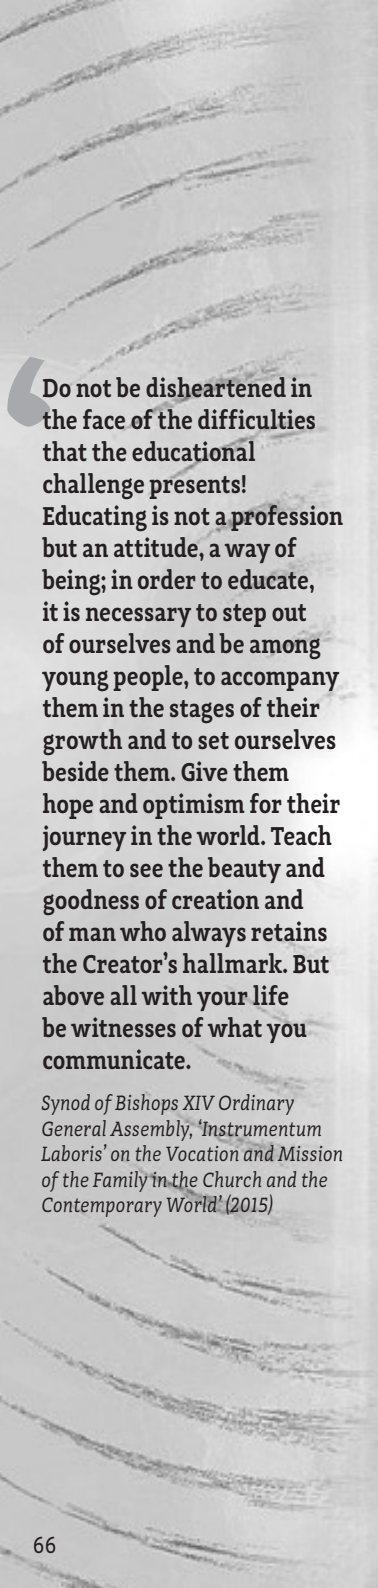 ‘
Do not be disheartened in
the face of the difficulties
that the educational
challenge presents!
Educating is not a profession
but an attitude, a way of
being; in order to educate,
it is necessary to step out
of ourselves and be among
young people, to accompany
them in the stages of their
growth and to set ourselves
beside them. Give them
hope and optimism for their
journey in the world. Teach
them to see the beauty and
goodness of creation and
of man who always retains
the Creator’s hallmark. But
above all with your life
be witnesses of what you
communicate.
Synod of Bishops XIV Ordinary
General Assembly, ‘Instrumentum
Laboris’ on the Vocation and Mission
of the Family in the Church and the
Contemporary World’ (2015)
66